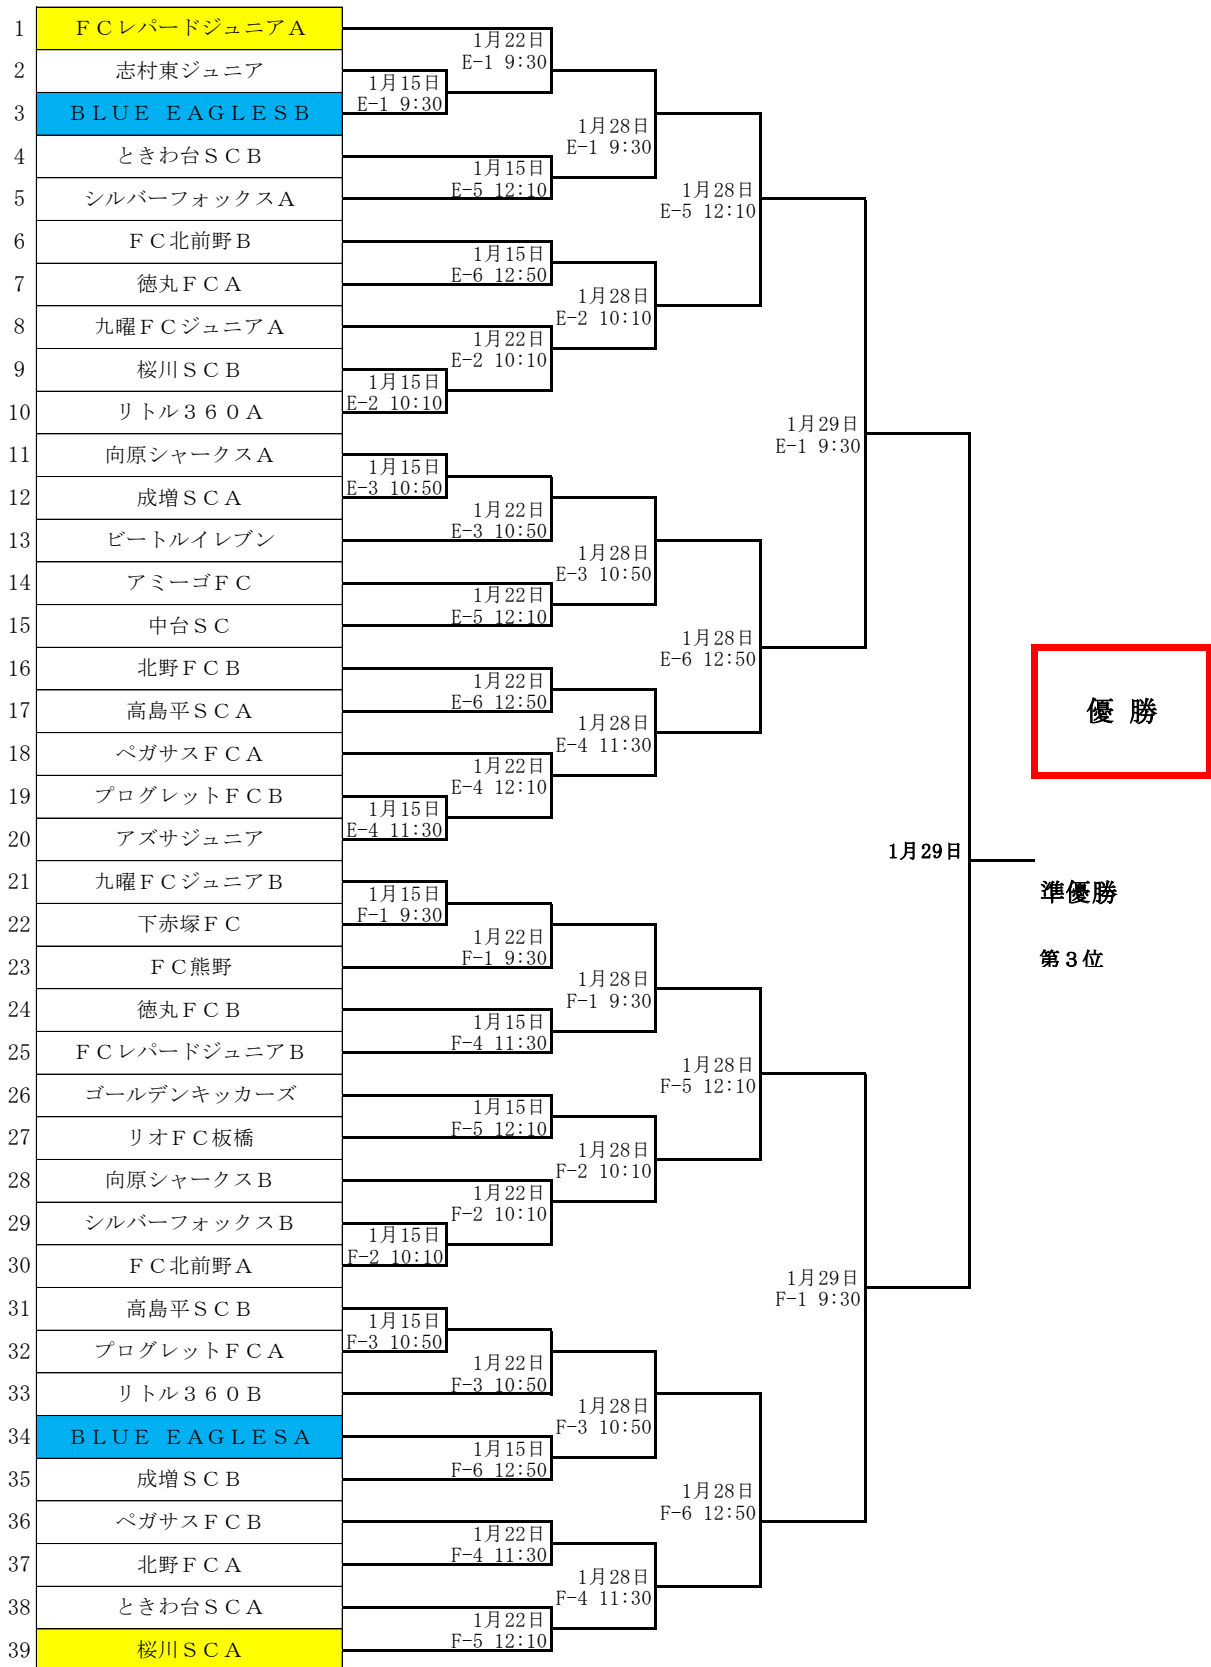 1 ＦＣレパードジュニアＡ
2 志村東ジュニア
3 ＢＬＵＥ　ＥＡＧＬＥＳＢ
4 ときわ台ＳＣＢ
5 シルバーフォックスＡ
6 ＦＣ北前野Ｂ
7 徳丸ＦＣＡ
8 九曜ＦＣジュニアＡ
9 桜川ＳＣＢ
10 リトル３６０Ａ
11 向原シャークスＡ
12 成増ＳＣＡ
13 ビートルイレブン
14 アミーゴＦＣ
15 中台ＳＣ
16 北野ＦＣＢ
17 高島平ＳＣＡ
18 ペガサスＦＣＡ
19 プログレットＦＣＢ
20 アズサジュニア
21 九曜ＦＣジュニアＢ
22 下赤塚ＦＣ
23 ＦＣ熊野
24 徳丸ＦＣＢ
25 ＦＣレパードジュニアＢ
26 ゴールデンキッカーズ
27 リオＦＣ板橋
28 向原シャークスＢ
29 シルバーフォックスＢ
30 ＦＣ北前野Ａ
31 高島平ＳＣＢ
32 プログレットＦＣＡ
33 リトル３６０Ｂ
34 ＢＬＵＥ　ＥＡＧＬＥＳＡ
35 成増ＳＣＢ
36 ペガサスＦＣＢ
37 北野ＦＣＡ
38 ときわ台ＳＣＡ
39 桜川ＳＣＡ
1月15日
E-1 9:30
1月15日
E-2 10:10
1月15日
E-3 10:50
1月15日
E-4 11:30
1月15日
F-1 9:30
1月15日
F-2 10:10
1月15日
F-3 10:50
1月22日
E-1 9:30
1月15日
E-5 12:10
1月15日
E-6 12:50
1月22日
E-2 10:10
1月22日
E-3 10:50
1月22日
E-5 12:10
1月22日
E-6 12:50
1月22日
E-4 12:10
1月22日
F-1 9:30
1月15日
F-4 11:30
1月15日
F-5 12:10
1月22日
F-2 10:10
1月22日
F-3 10:50
1月15日
F-6 12:50
1月22日
F-4 11:30
1月22日
F-5 12:10
1月28日
E-1 9:30
1月28日
E-2 10:10
1月28日
E-3 10:50
1月28日
E-4 11:30
1月28日
F-1 9:30
1月28日
F-2 10:10
1月28日
F-3 10:50
1月28日
F-4 11:30
1月28日
E-5 12:10
1月28日
E-6 12:50
1月28日
F-5 12:10
1月28日
F-6 12:50
1月29日
E-1 9:30
1月29日
F-1 9:30
1月29日
優 勝
準優勝
第３位